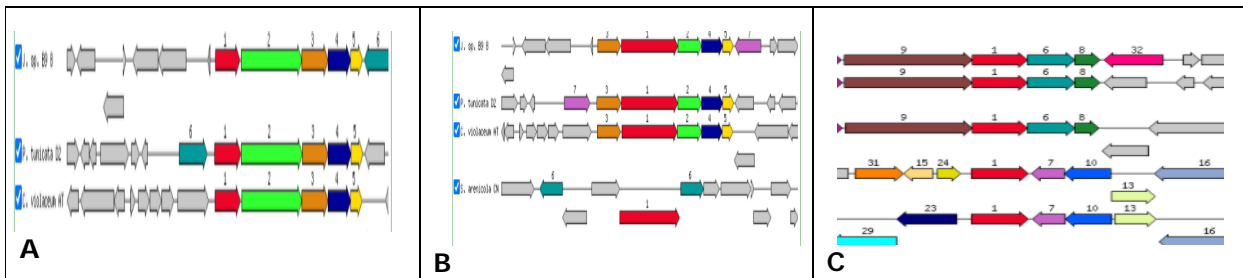 1 2 3 4 5 6
J. sp. B9 8
6 1 2 3 4 5
P. tunicata D2
1 2 3 4 5
C. violaceum AT
A
3 1 2 4 5 7
J. sp. B9 8
7 3 1 2 4 5
P. tunicata D2
3 1 2 4 5
C. violaceum AT
6 6
S. arenicola CN
1
B
9 1 6 8 32
9 1 6 8
9 1 6 8
31 15 24 1 7 10 16
13
23 1 7 10 13
29 16
C